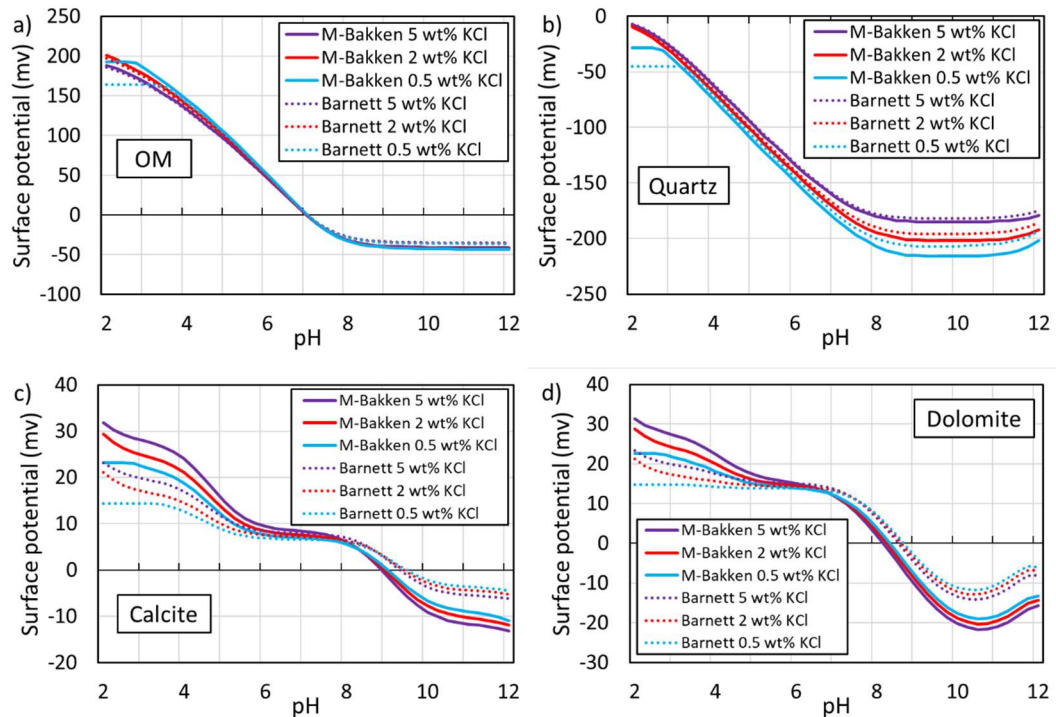 a)
Surface potential (mv)
250
200
150
100
50
0
-50
-100
M-Bakken 5 wt% KCl
M-Bakken 2 wt% KCl
M-Bakken 0.5 wt% KCl
Barnett 5 wt% KCl
Barnett 2 wt% KCl
Barnett 0.5 wt% KCl
OM
2 4 6 8 10 12
pH
b)
Surface potential (mv)
0
-50
-100
-150
-200
-250
M-Bakken 5 wt% KCl
M-Bakken 2 wt% KCl
M-Bakken 0.5 wt% KCl
Barnett 5 wt% KCl
Barnett 2 wt% KCl
Barnett 0.5 wt% KCl
Quartz
2 4 6 8 10 12
pH
c)
Surface potential (mv)
40
30
20
10
0
-10
-20
M-Bakken 5 wt% KCl
M-Bakken 2 wt% KCl
M-Bakken 0.5 wt% KCl
Barnett 5 wt% KCl
Barnett 2 wt% KCl
Barnett 0.5 wt% KCl
Calcite
2 4 6 8 10 12
pH
d)
Surface potential (mv)
40
30
20
10
0
-10
-20
-30
Dolomite
M-Bakken 5 wt% KCl
M-Bakken 2 wt% KCl
M-Bakken 0.5 wt% KCl
Barnett 5 wt% KCl
Barnett 2 wt% KCl
Barnett 0.5 wt% KCl
2 4 6 8 10 12
pH